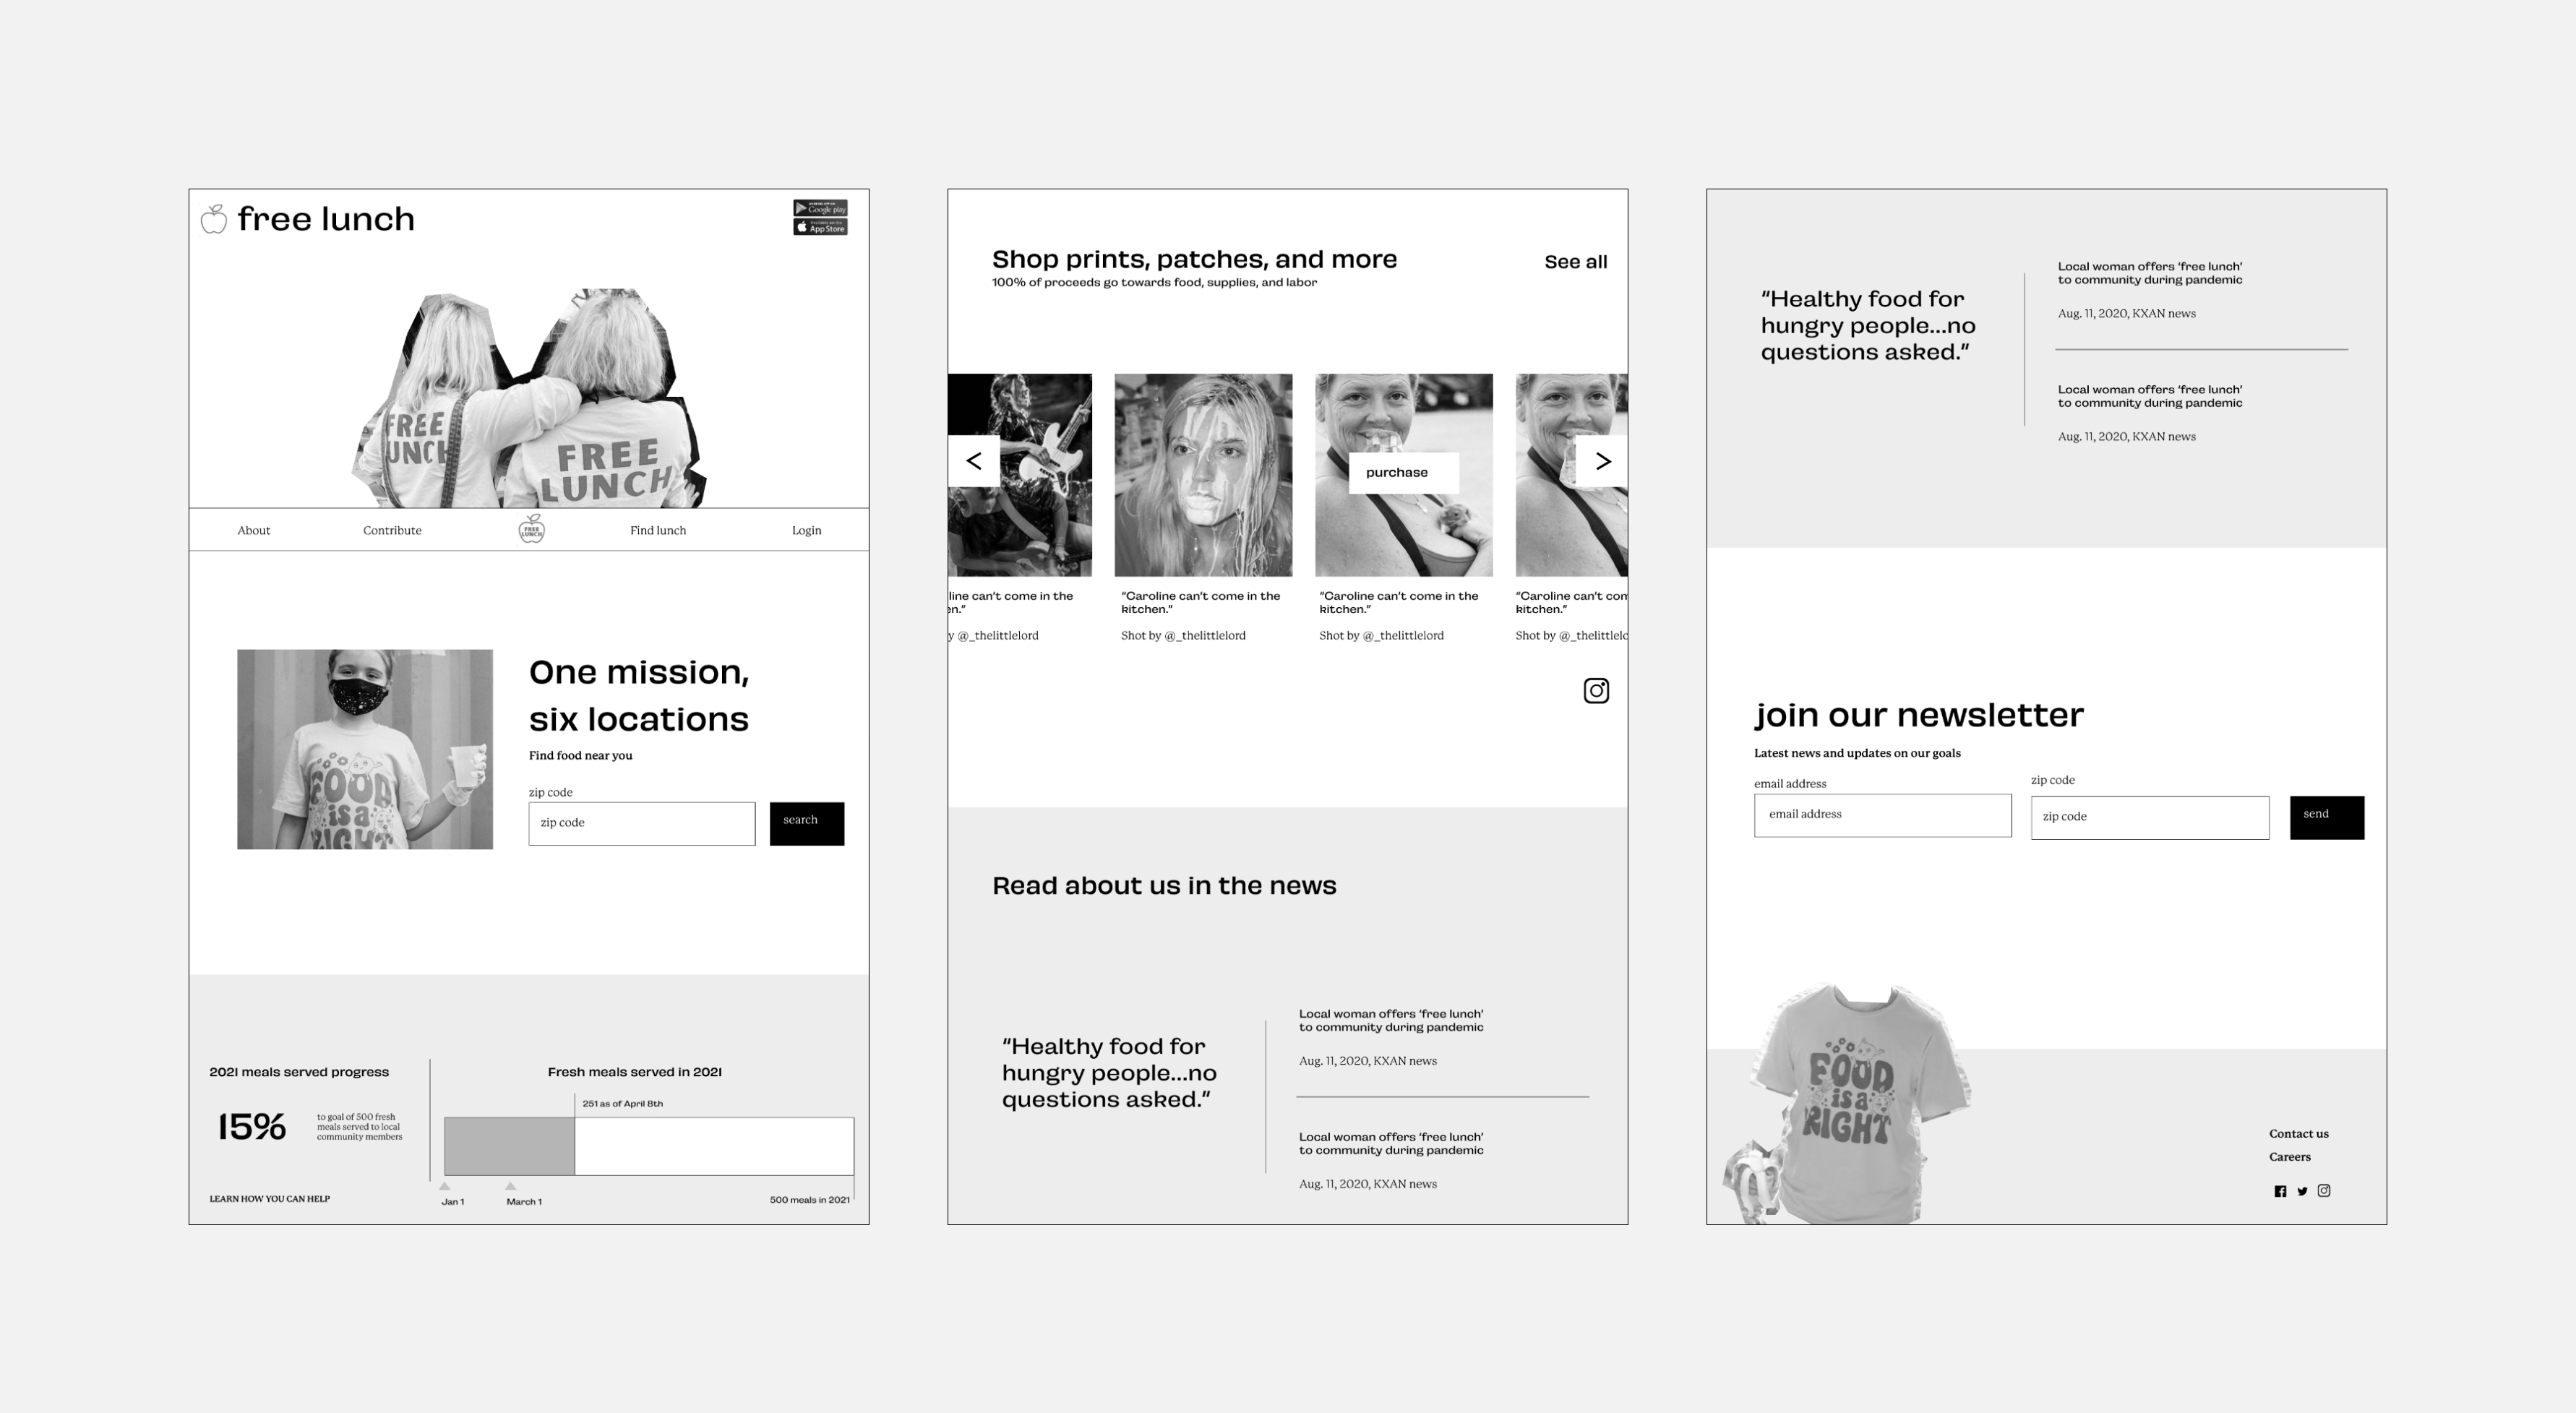 free lunch
Google play
App Store
FREE
UNCH
FREE
LUNCH
About
Contribute
FREE
LUNCH
Find lunch
Login
One mission,
six locations
Find food near you
zip code
zip code
search
FOOD
is a
RIGHT
2021 meals served progress
15%
to goal of 500 fresh
meals served to local
community members
LEARN HOW YOU CAN HELP
Fresh meals served in 2021
251 as of April 8th
Jan 1
March 1
500 meals in 2021
Shop prints, patches, and more
100% of proceeds go towards food, supplies, and labor
See all
<
purchase
>
line can’t come in the
en.”
y @_thelittlelord
“Caroline can’t come in the
kitchen.”
Shot by @_thelittlelord
“Caroline can’t come in the
kitchen.”
Shot by @_thelittlelord
“Caroline can’t com
kitchen.”
Shot by @_thelittlelo
Read about us in the news
“Healthy food for
hungry people...no
questions asked.”
Local woman offers ‘free lunch’
to community during pandemic
Aug. 11, 2020, KXAN news
Local woman offers ‘free lunch’
to community during pandemic
Aug. 11, 2020, KXAN news
“Healthy food for
hungry people...no
questions asked.”
Local woman offers ‘free lunch’
to community during pandemic
Aug. 11, 2020, KXAN news
Local woman offers ‘free lunch’
to community during pandemic
Aug. 11, 2020, KXAN news
join our newsletter
Latest news and updates on our goals
email address
email address
zip code
zip code
send
FOOD
is a
RIGHT
Contact us
Careers